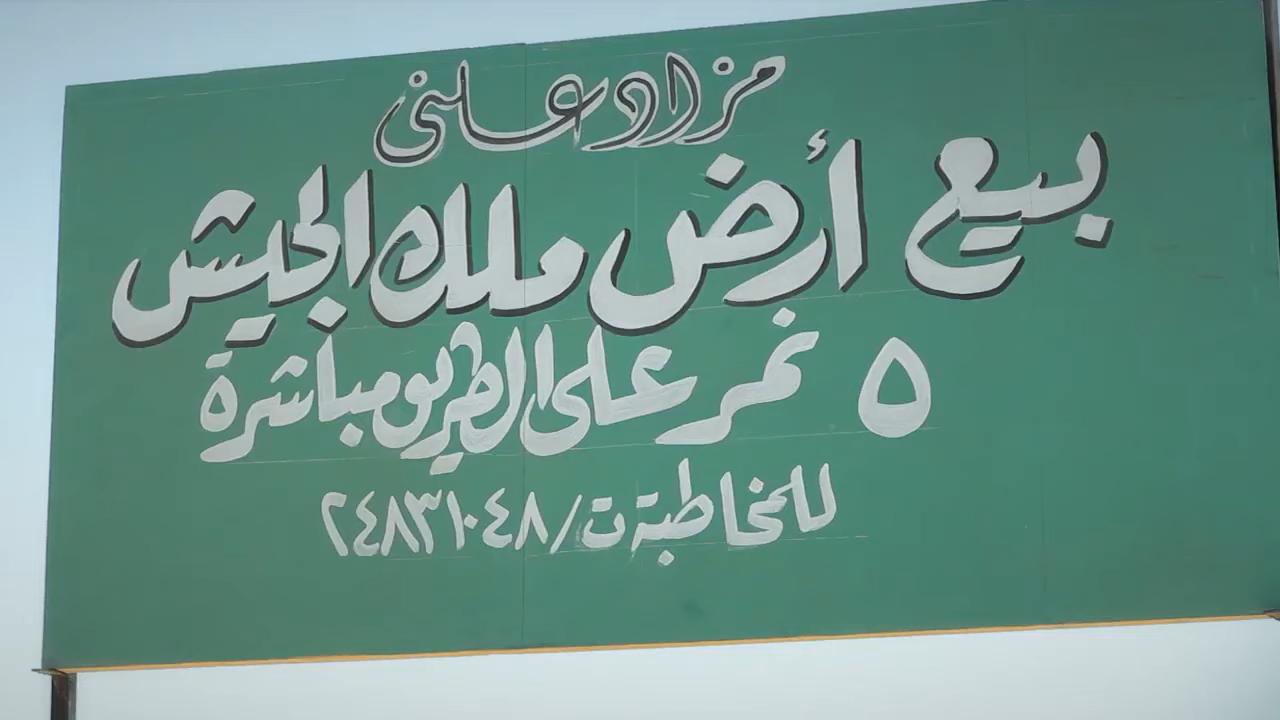 مزاد علني
بيع أرض ملك الجيش
٥ نمر على الطريق مباشرة
للمخاطبة ت/٢٤٨٣١٠٤٨